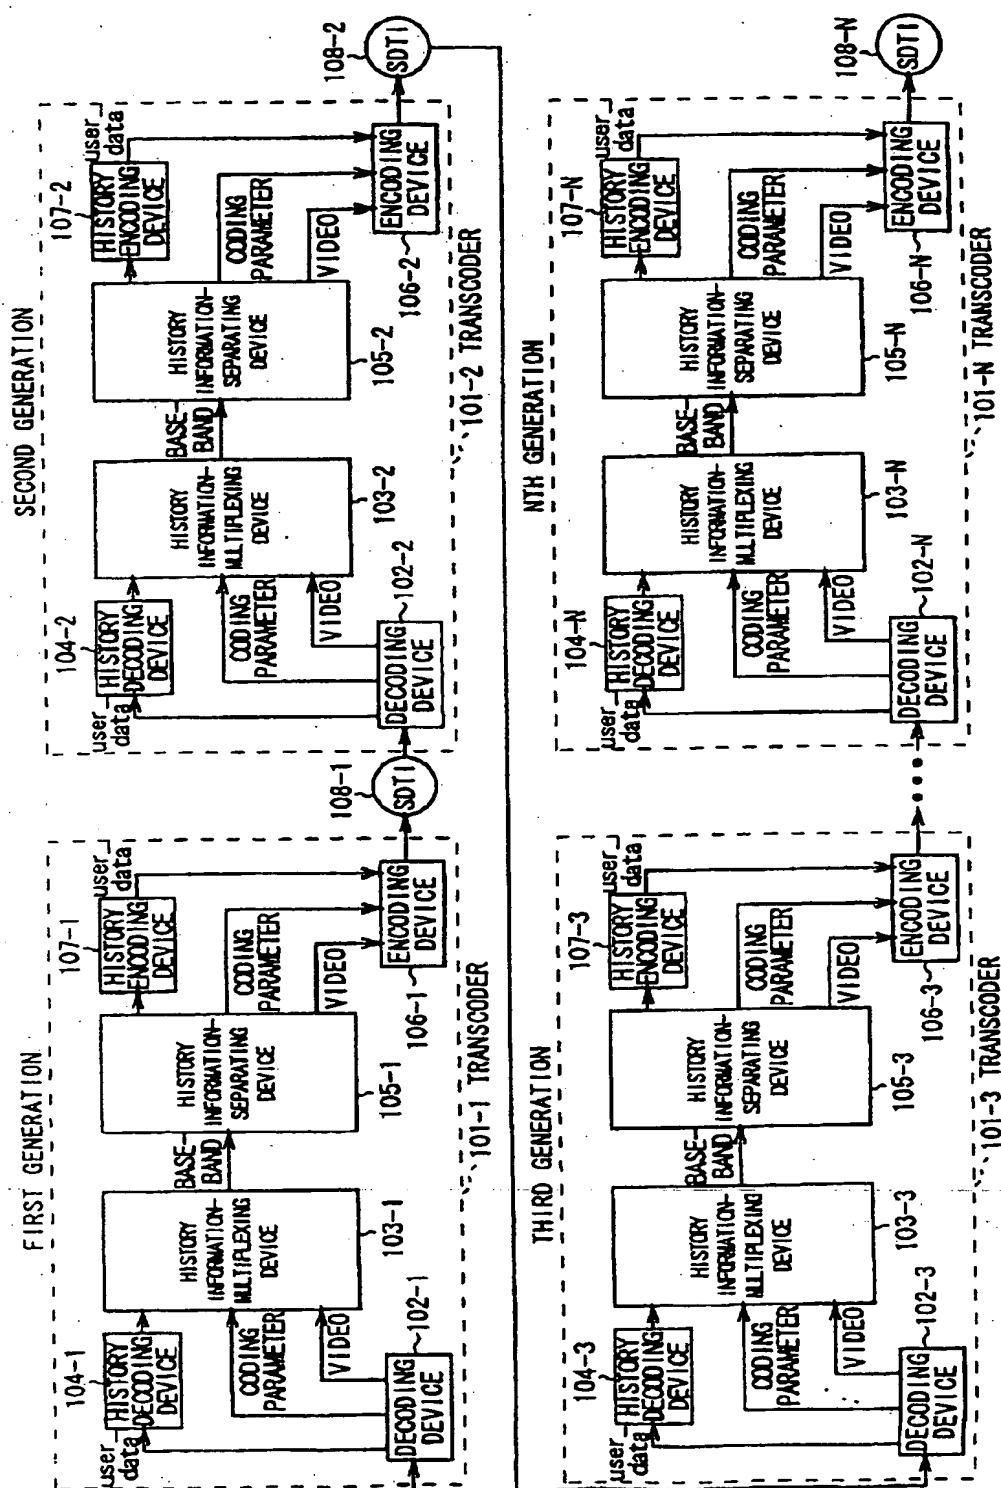 FIRST GENERATION
user
data
104-1
HISTORY
DECODING
DEVICE
CODING
PARAMETER
VIDEO
DECODING
DEVICE
102-1
HISTORY
INFORMATION-
MULTIPLEXING
DEVICE
103-1
BASE-
BAND
HISTORY
INFORMATION-
SEPARATING
DEVICE
105-1
107-1
HISTORY
ENCODING
DEVICE
user
data
CODING
PARAMETER
VIDEO
ENCODING
DEVICE
106-1
101-1 TRANSCODER
108-1
SDTI
SECOND GENERATION
user
data
104-2
HISTORY
DECODING
DEVICE
CODING
PARAMETER
VIDEO
DECODING
DEVICE
102-2
HISTORY
INFORMATION-
MULTIPLEXING
DEVICE
103-2
BASE-
BAND
HISTORY
INFORMATION-
SEPARATING
DEVICE
105-2
107-2
HISTORY
ENCODING
DEVICE
user
data
CODING
PARAMETER
VIDEO
ENCODING
DEVICE
106-2
101-2 TRANSCODER
108-2
SDTI
THIRD GENERATION
user
data
104-3
HISTORY
DECODING
DEVICE
CODING
PARAMETER
VIDEO
DECODING
DEVICE
102-3
HISTORY
INFORMATION-
MULTIPLEXING
DEVICE
103-3
BASE-
BAND
HISTORY
INFORMATION-
SEPARATING
DEVICE
105-3
107-3
HISTORY
ENCODING
DEVICE
user
data
CODING
PARAMETER
VIDEO
ENCODING
DEVICE
106-3
101-3 TRANSCODER
NTH GENERATION
user
data
104-N
HISTORY
DECODING
DEVICE
CODING
PARAMETER
VIDEO
DECODING
DEVICE
102-N
HISTORY
INFORMATION-
MULTIPLEXING
DEVICE
103-N
BASE-
BAND
HISTORY
INFORMATION-
SEPARATING
DEVICE
105-N
107-N
HISTORY
ENCODING
DEVICE
user
data
CODING
PARAMETER
VIDEO
ENCODING
DEVICE
106-N
101-N TRANSCODER
108-N
SDTI